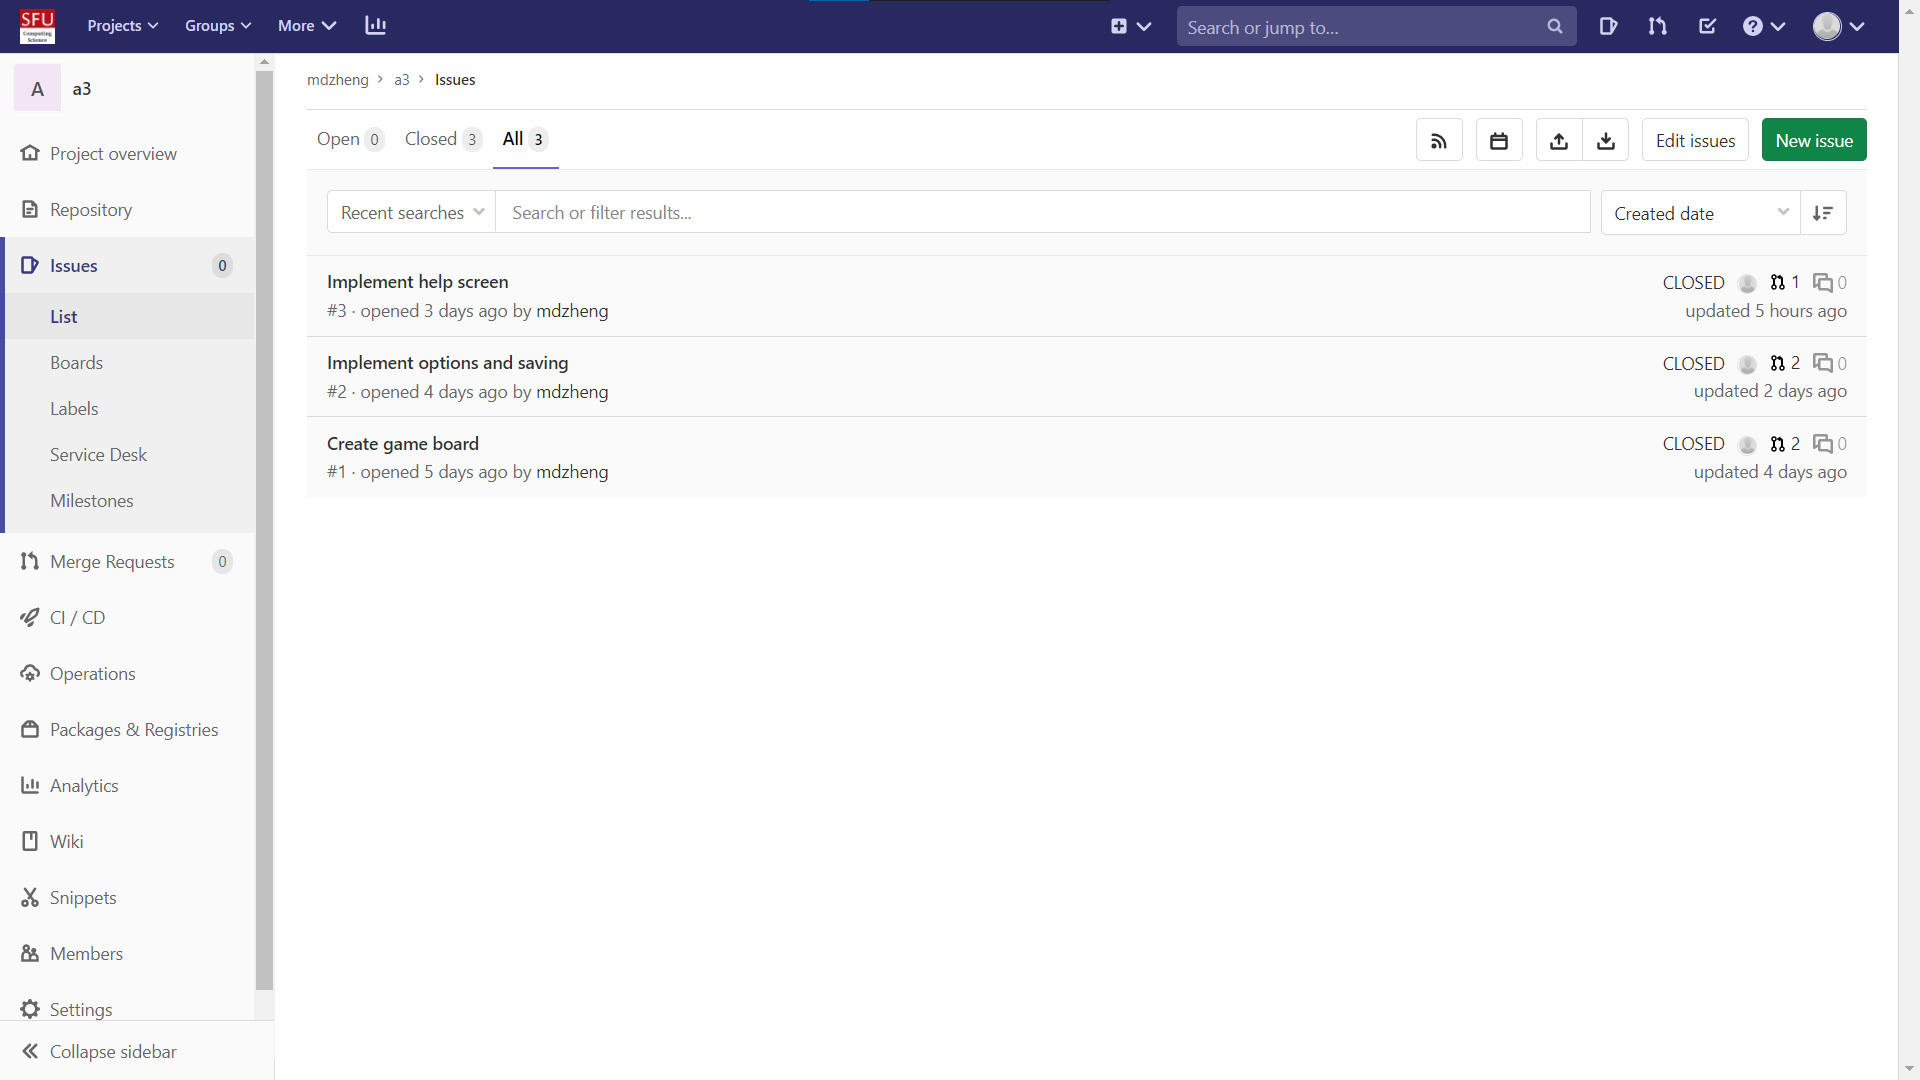 SFU
Computing
Science
Projects
Groups
More
Search or jump to...
A
a3
Project overview
Repository
Issues 0
List
Boards
Labels
Service Desk
Milestones
Merge Requests 0
CI / CD
Operations
Packages & Registries
Analytics
Wiki
Snippets
Members
Settings
Collapse sidebar
mdzheng > a3 > Issues
Open 0 Closed 3 All 3
Edit issues
New issue
Recent searches
Search or filter results...
Created date
Implement help screen
#3 · opened 3 days ago by mdzheng
CLOSED 1 0
updated 5 hours ago
Implement options and saving
#2 · opened 4 days ago by mdzheng
CLOSED 2 0
updated 2 days ago
Create game board
#1 · opened 5 days ago by mdzheng
CLOSED 2 0
updated 4 days ago